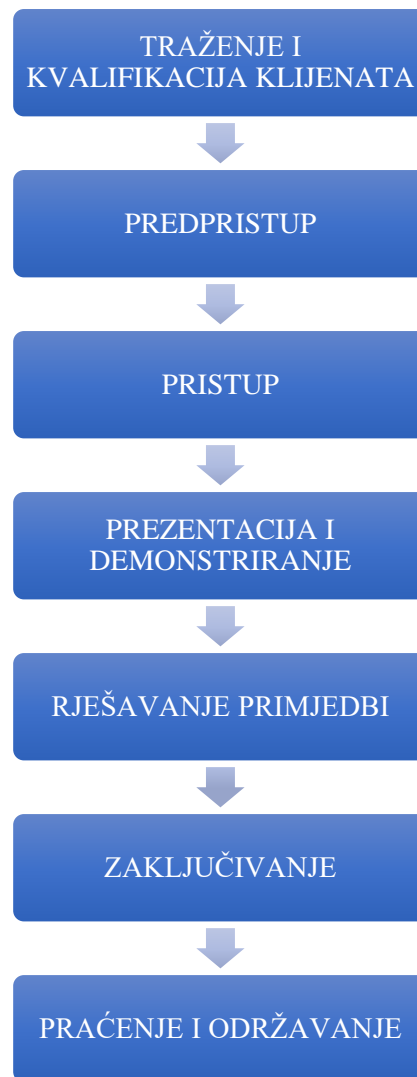 TRAŽENJE I
KVALIFIKACIJA KLIJENATA
PREDPRISTUP
PRISTUP
PREZENTACIJA I
DEMONSTRIRANJE
RJEŠAVANJE PRIMJEDBI
ZAKLJUČIVANJE
PRAĆENJE I ODRŽAVANJE